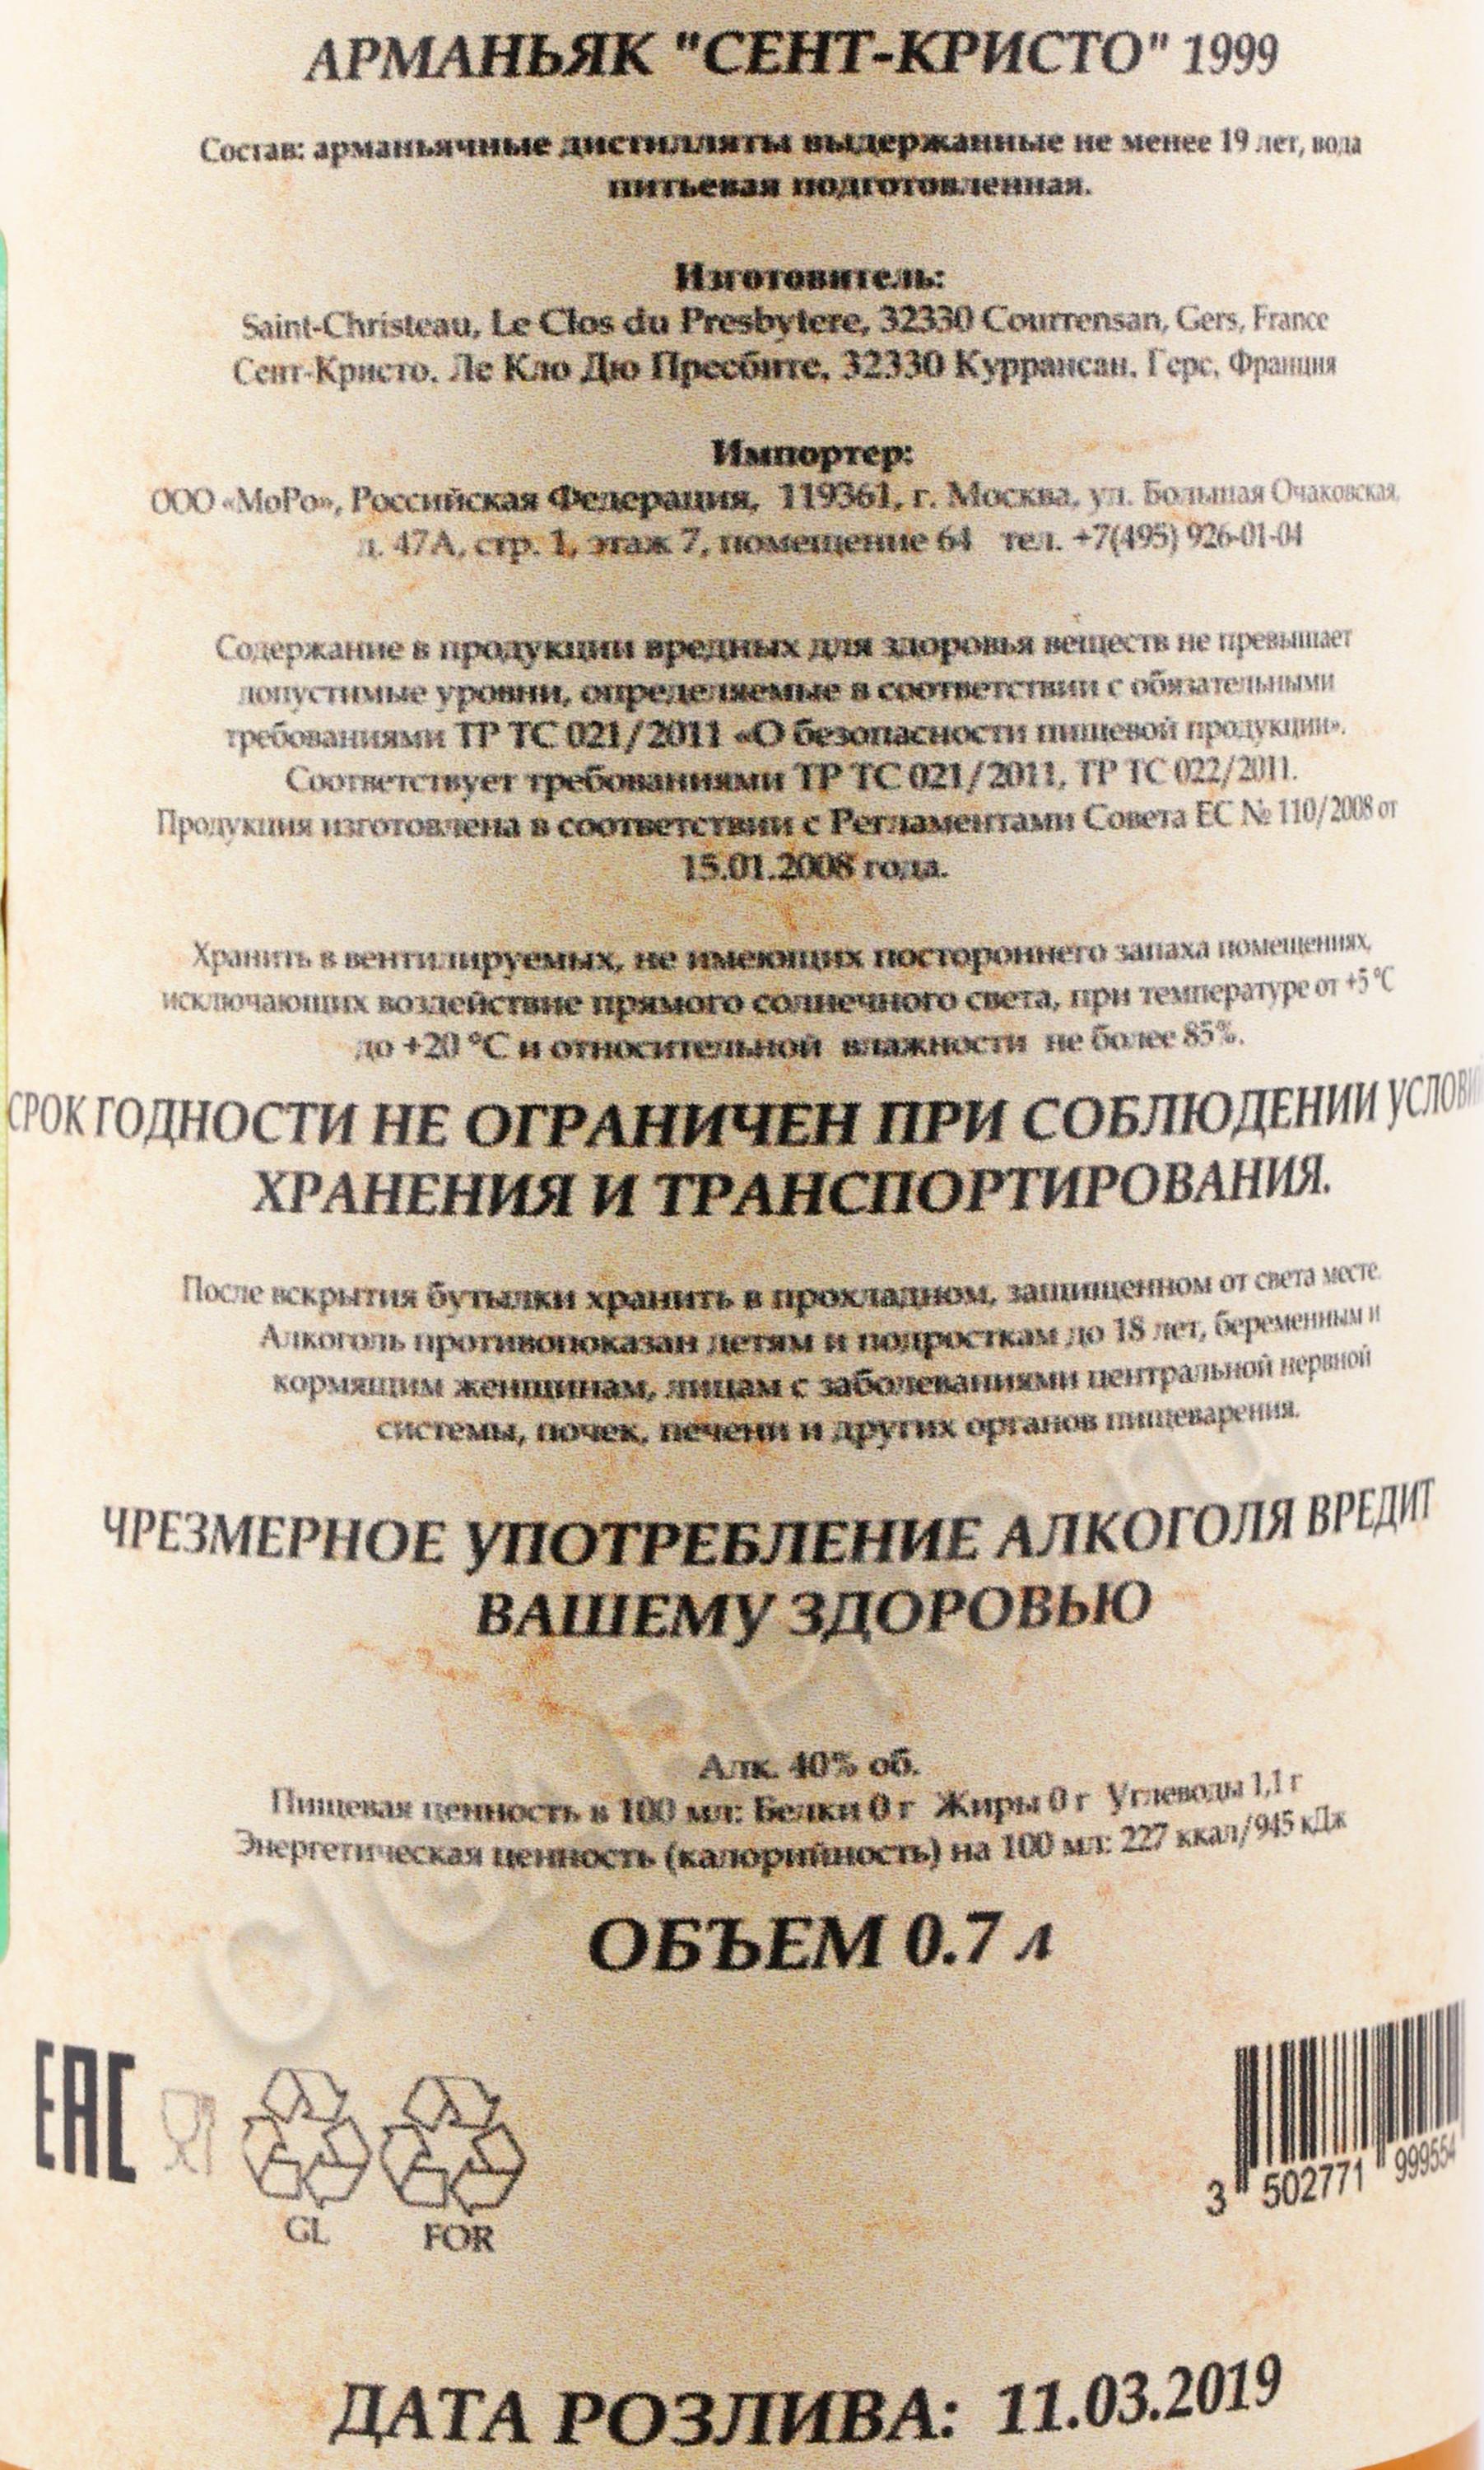 АРМАНЬЯК "СЕНТ-КРИСТО" 1999
Состав: арманьячные дистилляты выдержанные не менее 19 лет, вода
питьевая подготовленная.
Изготовитель:
Saint-Christeau, Le Clos du Presbytere, 32330 Courrensan, Gers, France
Сент-Кристо, Ле Кло Дю Пресбите, 32330 Куррансан, Герс, Франция
Импортер:
ООО «МоРо», Российская Федерация, 119361, г. Москва, ул. Большая Очаковская,
д. 47А, стр. 1, этаж 7, помещение 64 тел. +7(495) 926-01-04
Содержание в продукции вредных для здоровья веществ не превышает
допустимые уровни, определяемые в соответствии с обязательными
требованиями ТР ТС 021/2011 «О безопасности пищевой продукции».
Соответствует требованиями ТР ТС 021/2011, ТР ТС 022/2011.
Продукция изготовлена в соответствии с Регламентами Совета ЕС № 110/2008 от
15.01.2008 года.
Хранить в вентилируемых, не имеющих постороннего запаха помещениях,
исключающих воздействие прямого солнечного света, при температуре от +5 °С
до +20 °С и относительной влажности не более 85%.
СРОК ГОДНОСТИ НЕ ОГРАНИЧЕН ПРИ СОБЛЮДЕНИИ УСЛОВИ
ХРАНЕНИЯ И ТРАНСПОРТИРОВАНИЯ.
После вскрытия бутылки хранить в прохладном, защищенном от света месте.
Алкоголь противопоказан детям и подросткам до 18 лет, беременным и
кормящим женщинам, лицам с заболеваниями центральной нервной
системы, почек, печени и других органов пищеварения.
ЧРЕЗМЕРНОЕ УПОТРЕБЛЕНИЕ АЛКОГОЛЯ ВРЕДИТ
ВАШЕМУ ЗДОРОВЬЮ
Алк. 40% об.
Пищевая ценность в 100 мл: Белки 0 г Жиры 0 г Углеводы 1,1 г
Энергетическая ценность (калорийность) на 100 мл: 227 ккал/945 кДж
ОБЪЕМ 0.7 л
EAC
GL FOR
3 502771 999554
ДАТА РОЗЛИВА: 11.03.2019